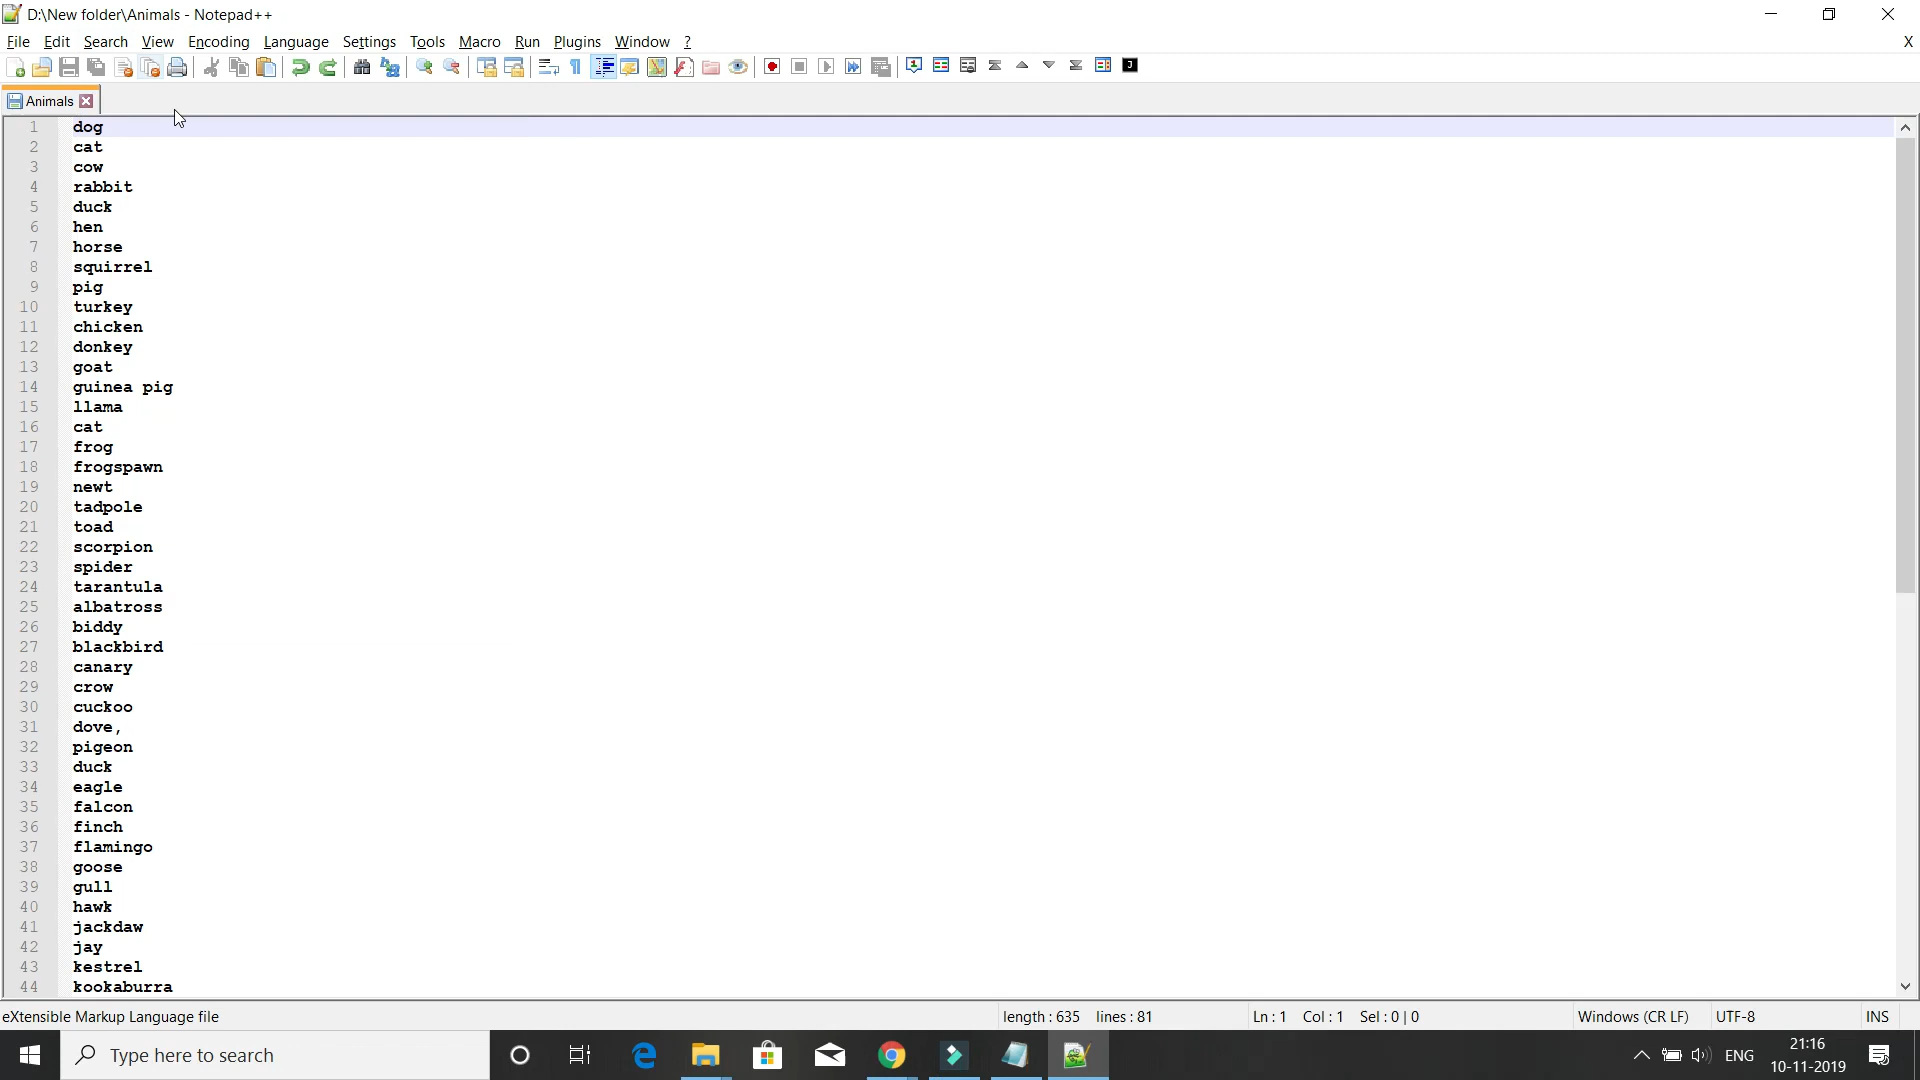 D:\New folder\Animals - Notepad++
File Edit Search View Encoding Language Settings Tools Macro Run Plugins Window ? X
Animals
1 dog
2 cat
3 cow
4 rabbit
5 duck
6 hen
7 horse
8 squirrel
9 pig
10 turkey
11 chicken
12 donkey
13 goat
14 guinea pig
15 llama
16 cat
17 frog
18 frogspawn
19 newt
20 tadpole
21 toad
22 scorpion
23 spider
24 tarantula
25 albatross
26 biddy
27 blackbird
28 canary
29 crow
30 cuckoo
31 dove,
32 pigeon
33 duck
34 eagle
35 falcon
36 finch
37 flamingo
38 goose
39 gull
40 hawk
41 jackdaw
42 jay
43 kestrel
44 kookaburra
eXtensible Markup Language file length : 635 lines : 81 Ln : 1 Col : 1 Sel : 0 | 0 Windows (CR LF) UTF-8 INS
Type here to search ENG 21:16
10-11-2019